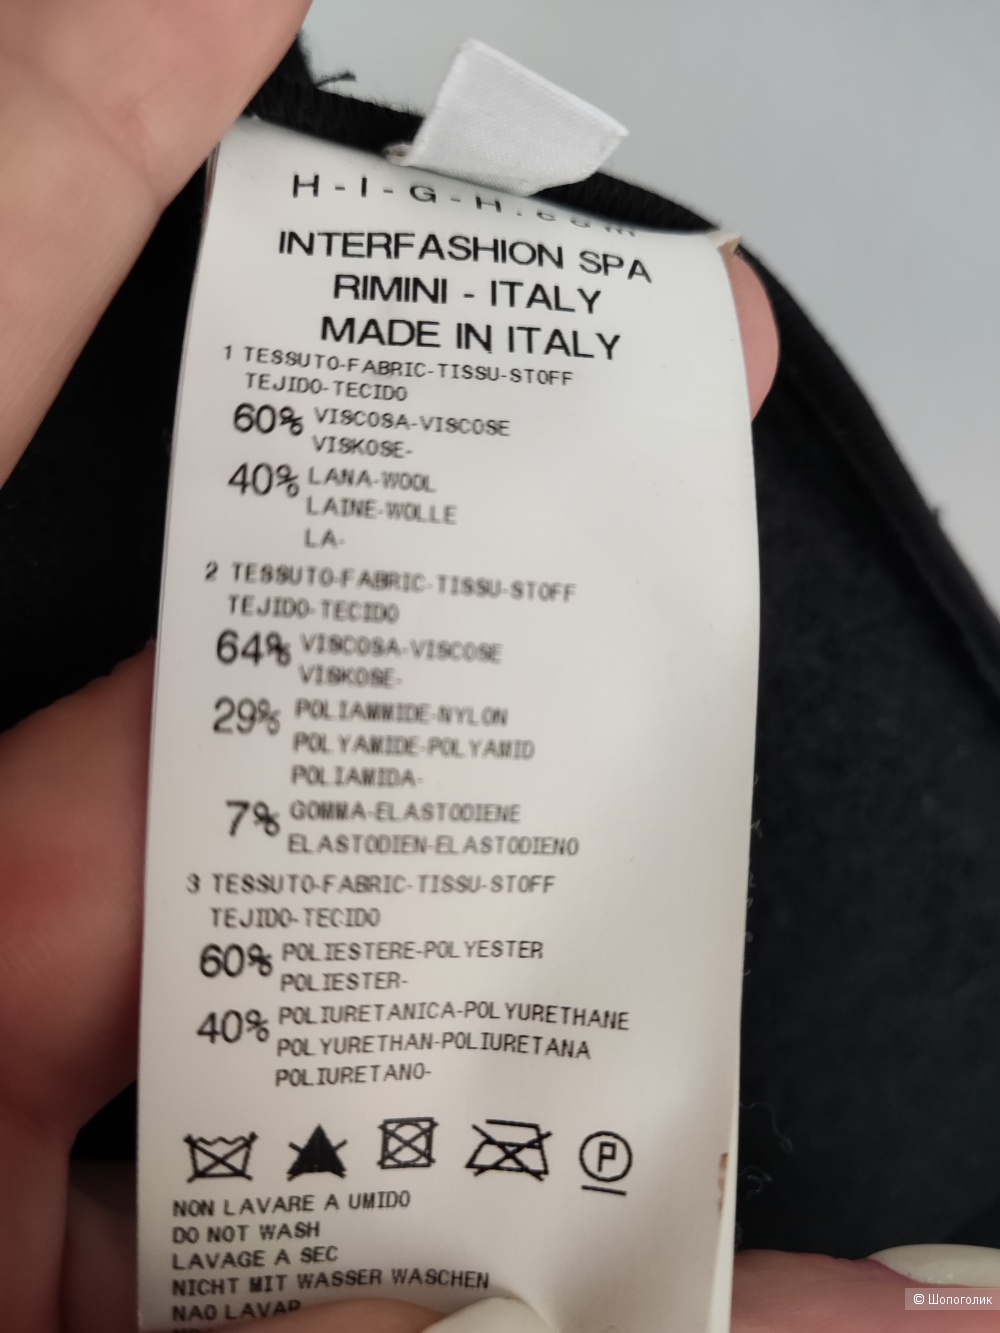 H-I-G-H.com
INTERFASHION SPA
RIMINI - ITALY
MADE IN ITALY
1 TESSUTO-FABRIC-TISSU-STOFF
TEJIDO-TECIDO
60% VISCOSA-VISCOSE
VISKOSE-
40% LANA-WOOL
LAINE-WOLLE
LA-
2 TESSUTO-FABRIC-TISSU-STOFF
TEJIDO-TECIDO
64% VISCOSA-VISCOSE
VISKOSE-
29% POLIAMMIDE-NYLON
POLYAMIDE-POLYAMID
POLIAMIDA-
7% GOMMA-ELASTODIENE
ELASTODIEN-ELASTODIENO
3 TESSUTO-FABRIC-TISSU-STOFF
TEJIDO-TECIDO
60% POLIESTERE-POLYESTER
POLIESTER-
40% POLIURETANICA-POLYURETHANE
POLYURETHAN-POLIURETANA
POLIURETANO-
P
NON LAVARE A UMIDO
DO NOT WASH
LAVAGE A SEC
NICHT MIT WASSER WASCHEN
NAO LAVAR
© Шопоголик